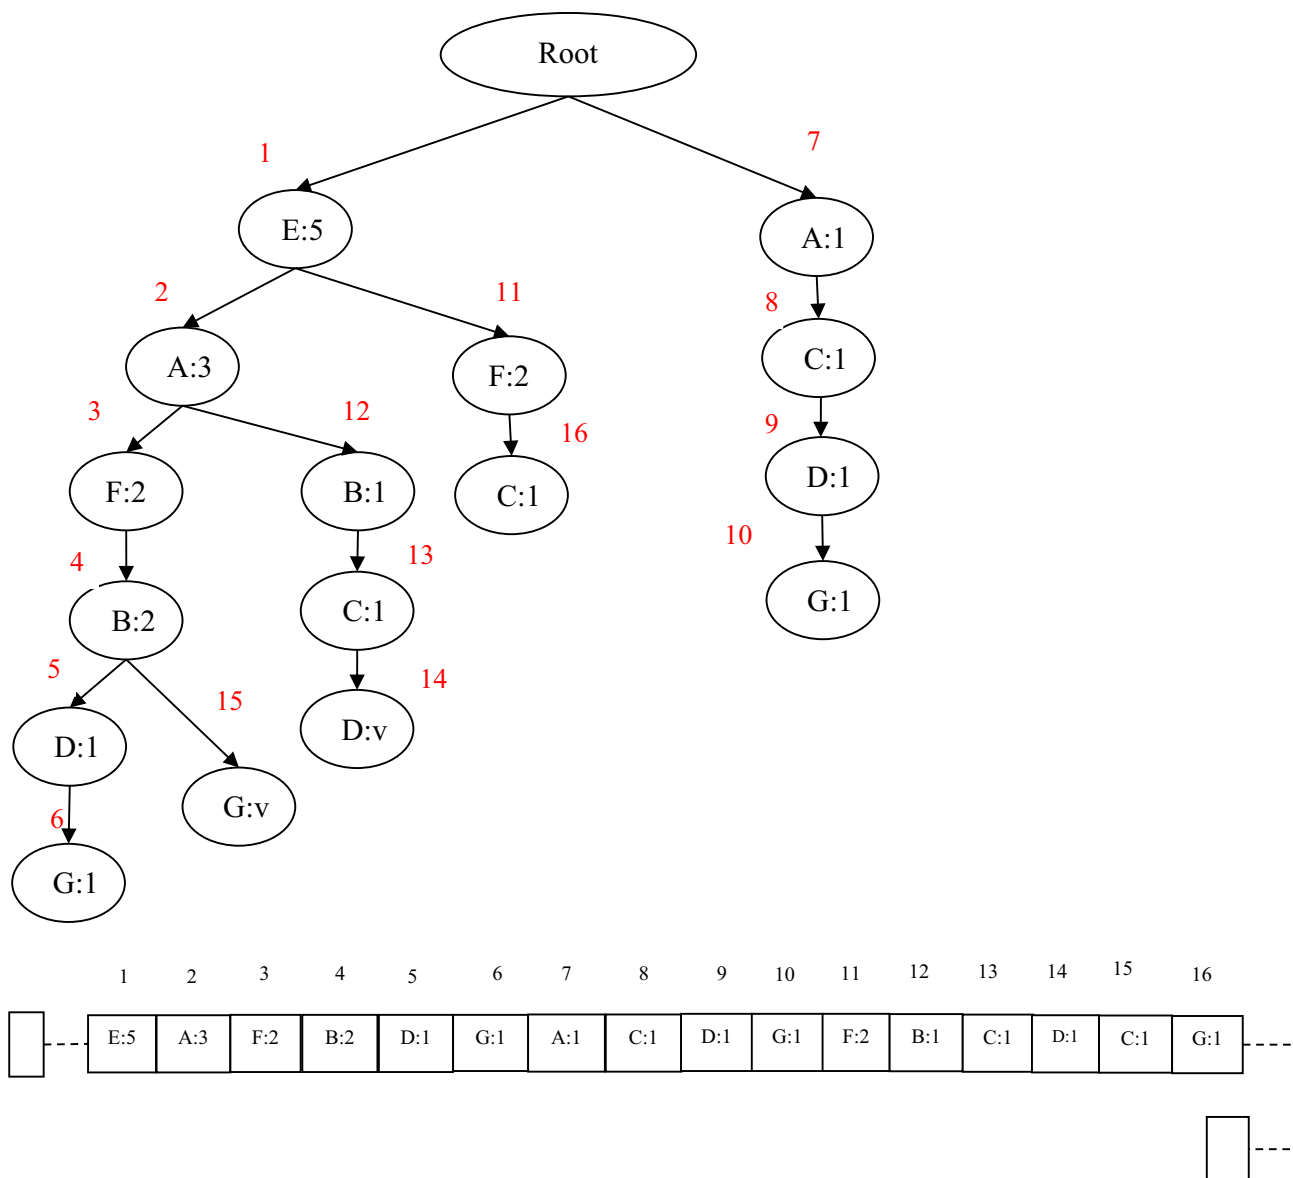 Root
1
7
E:5
A:1
2
11
8
A:3
F:2
C:1
3
12
16
9
F:2
B:1
C:1
D:1
4
13
10
B:2
C:1
G:1
5
15
14
D:1
D:v
G:v
6
G:1
1 2 3 4 5 6 7 8 9 10 11 12 13 14 15 16
E:5 A:3 F:2 B:2 D:1 G:1 A:1 C:1 D:1 G:1 F:2 B:1 C:1 D:1 C:1 G:1